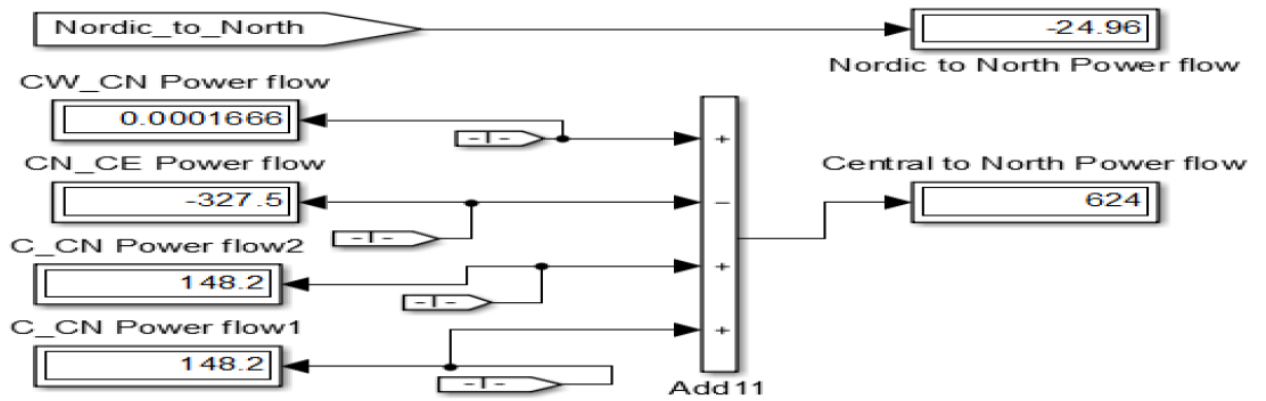 Nordic_to_North
-24.96
Nordic to North Power flow
CW_CN Power flow
0.0001666
-|-
+
CN_CE Power flow
Central to North Power flow
-327.5
−
624
-|-
C_CN Power flow2
148.2
+
-|-
C_CN Power flow1
+
148.2
-|-
Add11